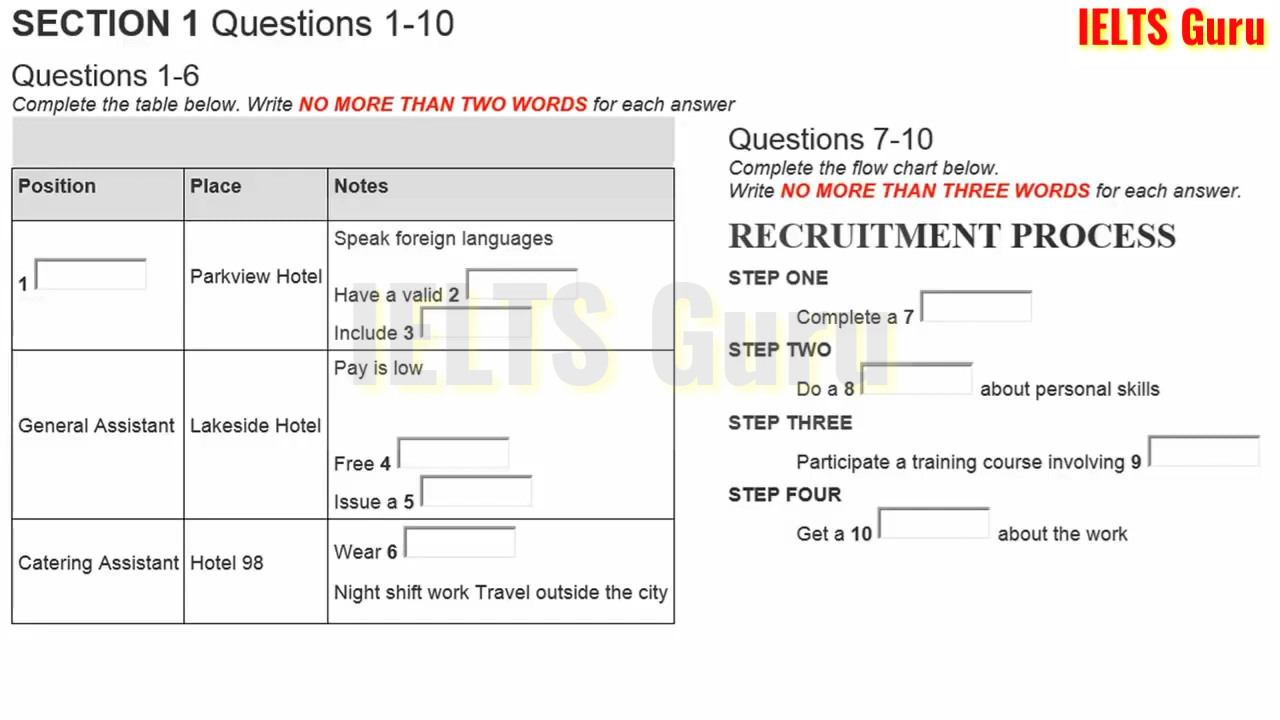 SECTION 1 Questions 1-10
IELTS Guru
Questions 1-6
Complete the table below. Write NO MORE THAN TWO WORDS for each answer
Position Place Notes
1 Parkview Hotel
Speak foreign languages
Have a valid 2
Include 3
General Assistant Lakeside Hotel
Pay is low
Free 4
Issue a 5
Catering Assistant Hotel 98
Wear 6
Night shift work Travel outside the city
Questions 7-10
Complete the flow chart below.
Write NO MORE THAN THREE WORDS for each answer.
RECRUITMENT PROCESS
STEP ONE
Complete a 7
STEP TWO
Do a 8 about personal skills
STEP THREE
Participate a training course involving 9
STEP FOUR
Get a 10 about the work
IELTS Guru